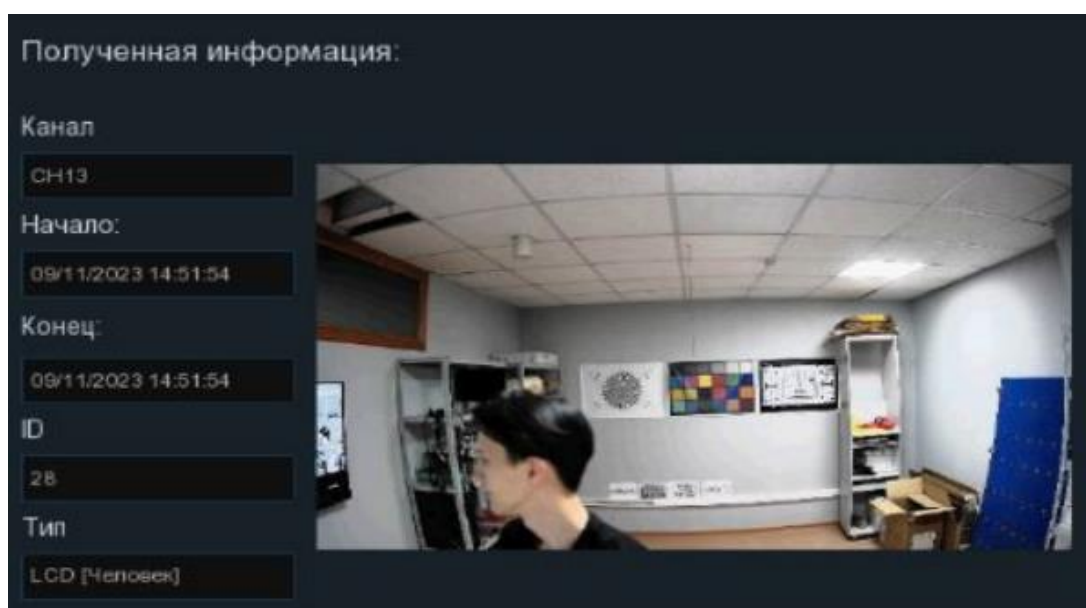 Полученная информация:
Канал
CH13
Начало:
09/11/2023 14:51:54
Конец:
09/11/2023 14:51:54
ID
28
Тип
LCD [Человек]